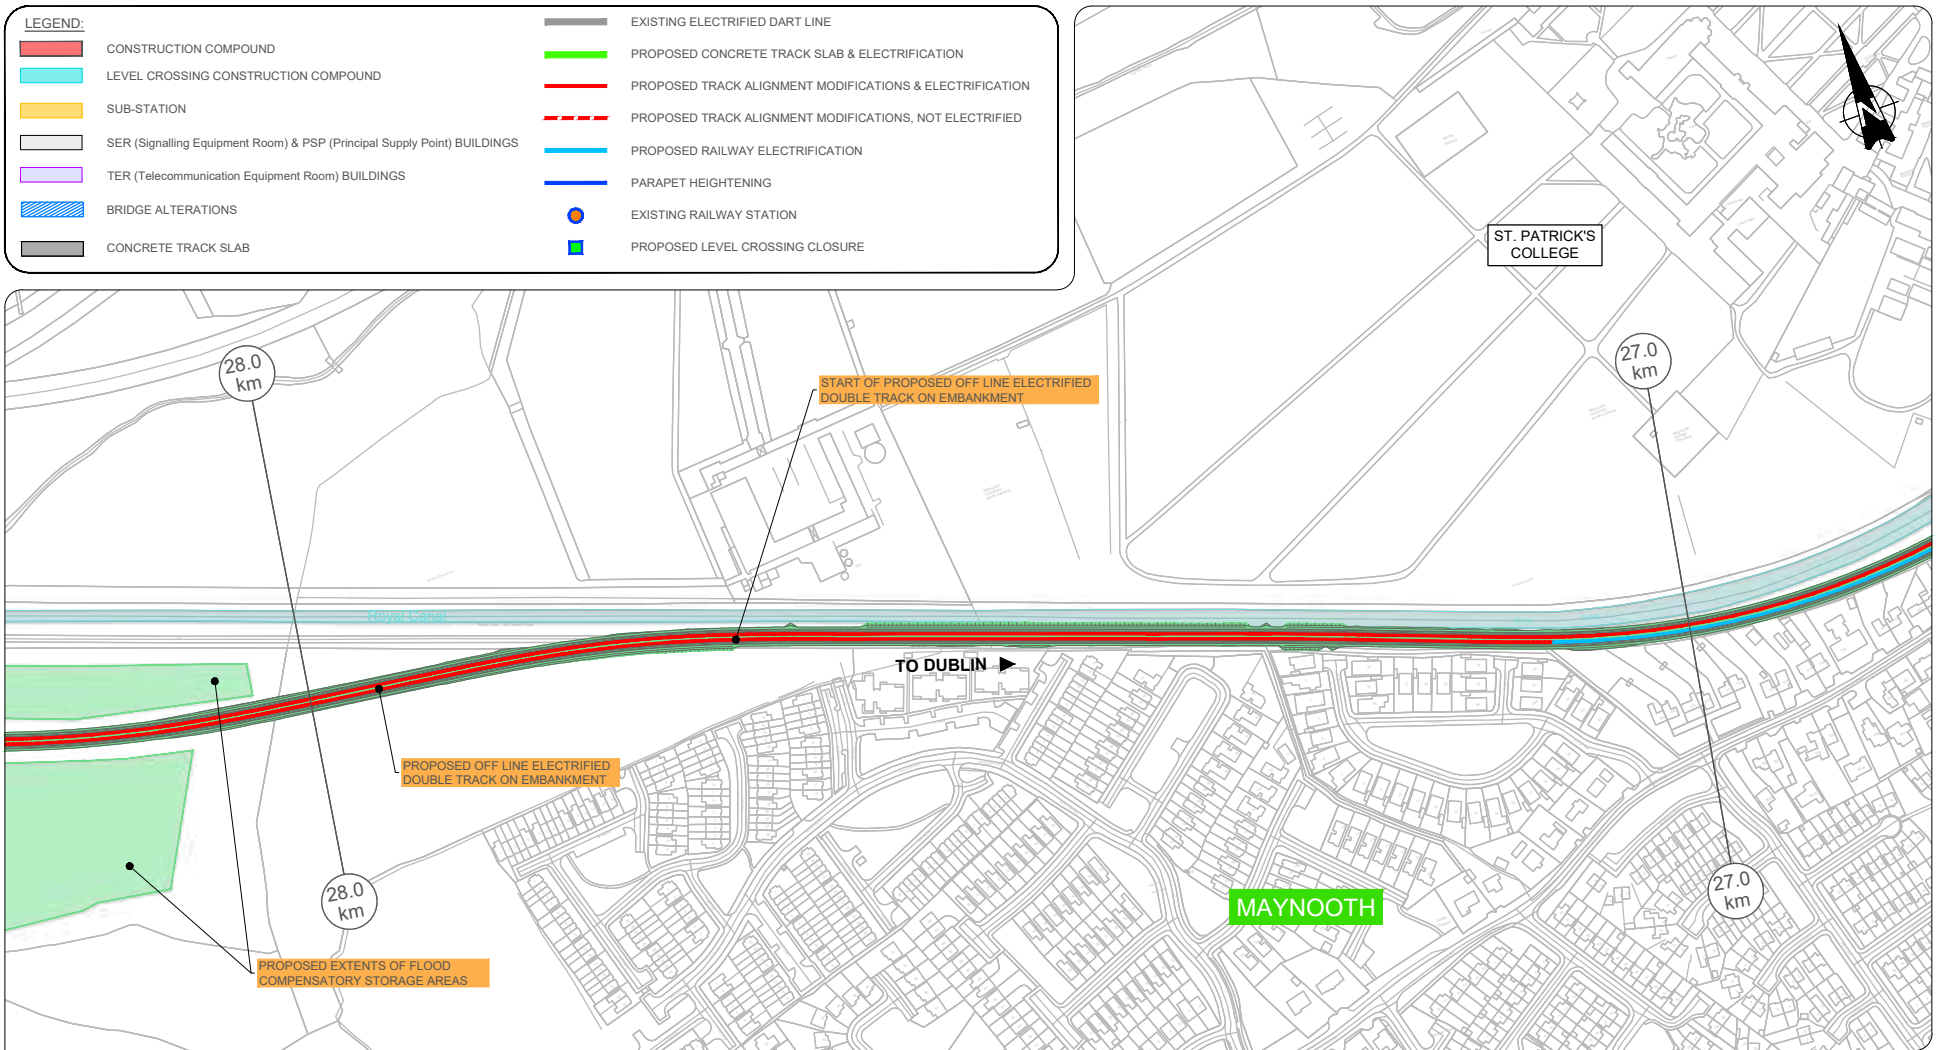 LEGEND:
CONSTRUCTION COMPOUND
LEVEL CROSSING CONSTRUCTION COMPOUND
SUB-STATION
SER (Signalling Equipment Room) & PSP (Principal Supply Point) BUILDINGS
TER (Telecommunication Equipment Room) BUILDINGS
BRIDGE ALTERATIONS
CONCRETE TRACK SLAB
EXISTING ELECTRIFIED DART LINE
PROPOSED CONCRETE TRACK SLAB & ELECTRIFICATION
PROPOSED TRACK ALIGNMENT MODIFICATIONS & ELECTRIFICATION
PROPOSED TRACK ALIGNMENT MODIFICATIONS, NOT ELECTRIFIED
PROPOSED RAILWAY ELECTRIFICATION
PARAPET HEIGHTENING
EXISTING RAILWAY STATION
PROPOSED LEVEL CROSSING CLOSURE
ST. PATRICK'S
COLLEGE
28.0
km
27.0
km
START OF PROPOSED OFF LINE ELECTRIFIED
DOUBLE TRACK ON EMBANKMENT
Royal Canal
TO DUBLIN
PROPOSED OFF LINE ELECTRIFIED
DOUBLE TRACK ON EMBANKMENT
28.0
km
27.0
km
MAYNOOTH
PROPOSED EXTENTS OF FLOOD
COMPENSATORY STORAGE AREAS